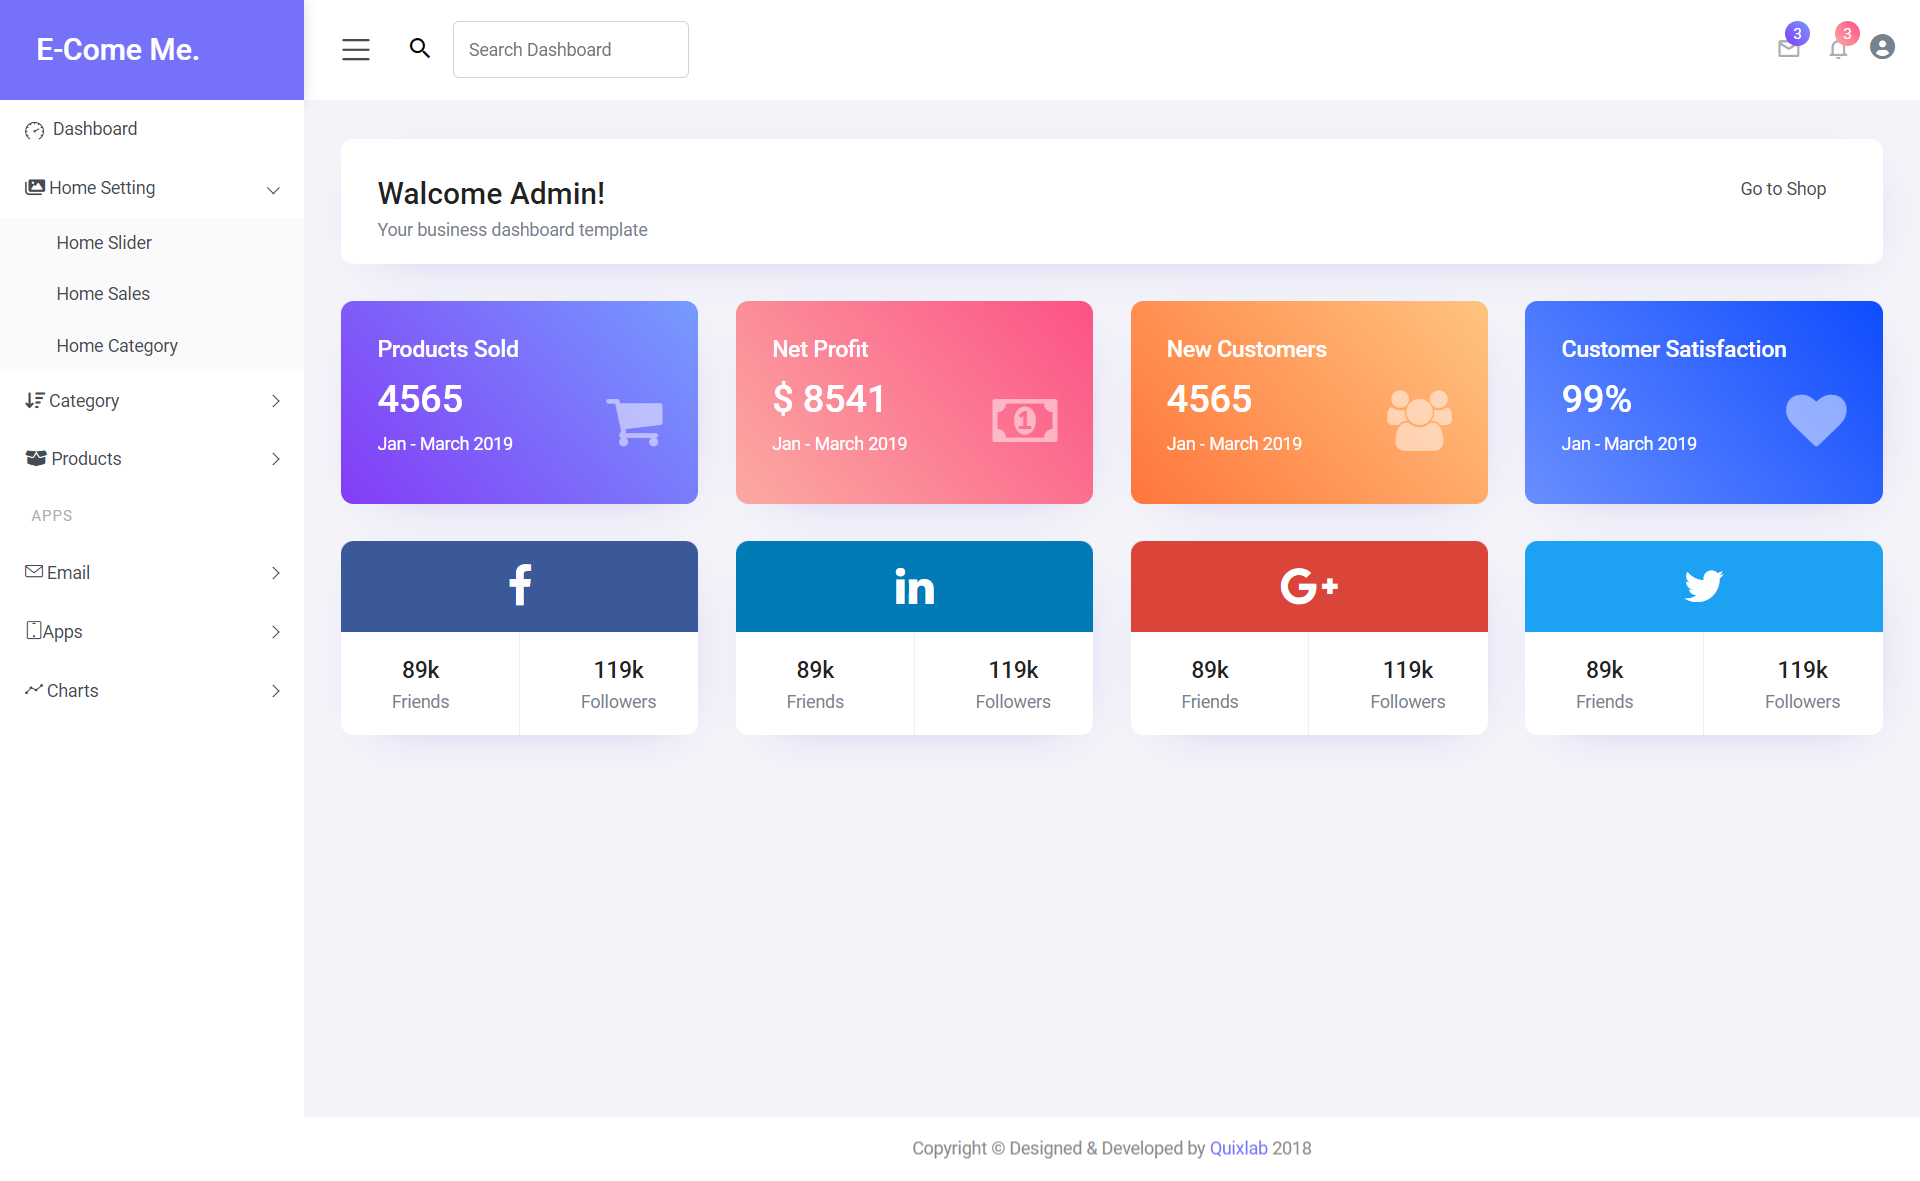 E-Come Me.
Search Dashboard
3
3
Dashboard
Home Setting
Home Slider
Home Sales
Home Category
Category
Products
APPS
Email
Apps
Charts
Walcome Admin!
Your business dashboard template
Go to Shop
Products Sold
4565
Jan - March 2019
Net Profit
$ 8541
Jan - March 2019
1
New Customers
4565
Jan - March 2019
Customer Satisfaction
99%
Jan - March 2019
f
in
G+
89k
Friends
119k
Followers
89k
Friends
119k
Followers
89k
Friends
119k
Followers
89k
Friends
119k
Followers
Copyright © Designed & Developed by Quixlab 2018